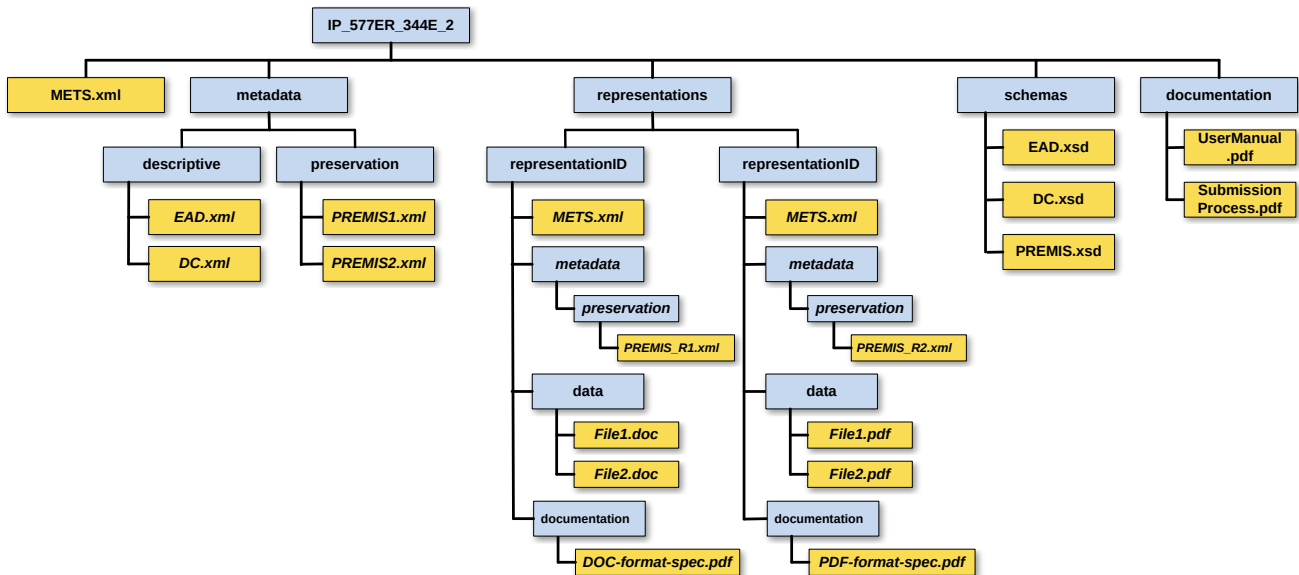 IP_577ER_344E_2
METS.xml
metadata
representations
schemas
documentation
descriptive
preservation
EAD.xml
DC.xml
PREMIS1.xml
PREMIS2.xml
representationID
METS.xml
metadata
preservation
PREMIS_R1.xml
data
File1.doc
File2.doc
documentation
DOC-format-spec.pdf
representationID
METS.xml
metadata
preservation
PREMIS_R2.xml
data
File1.pdf
File2.pdf
documentation
PDF-format-spec.pdf
EAD.xsd
DC.xsd
PREMIS.xsd
UserManual
.pdf
Submission
Process.pdf